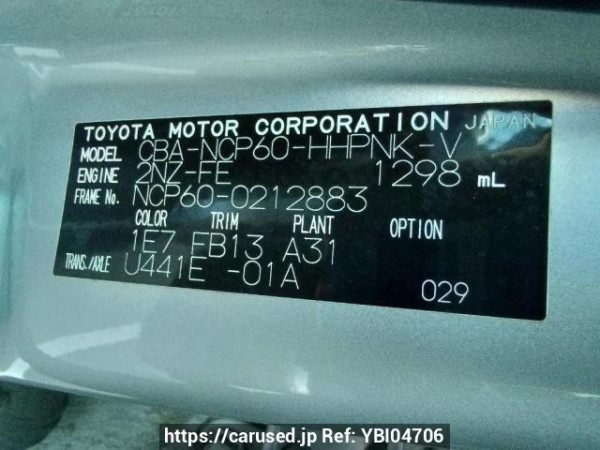 TOYOTA MOTOR CORPORATION JAPAN
MODEL CBA-NCP60-HHPNK-V
ENGINE 2NZ-FE 1298 mL
FRAME No. NCP60-0212883
COLOR TRIM PLANT OPTION
1E7 FB13 A31
TRANS./AXLE U441E -01A
029
https://carused.jp Ref: YBI04706